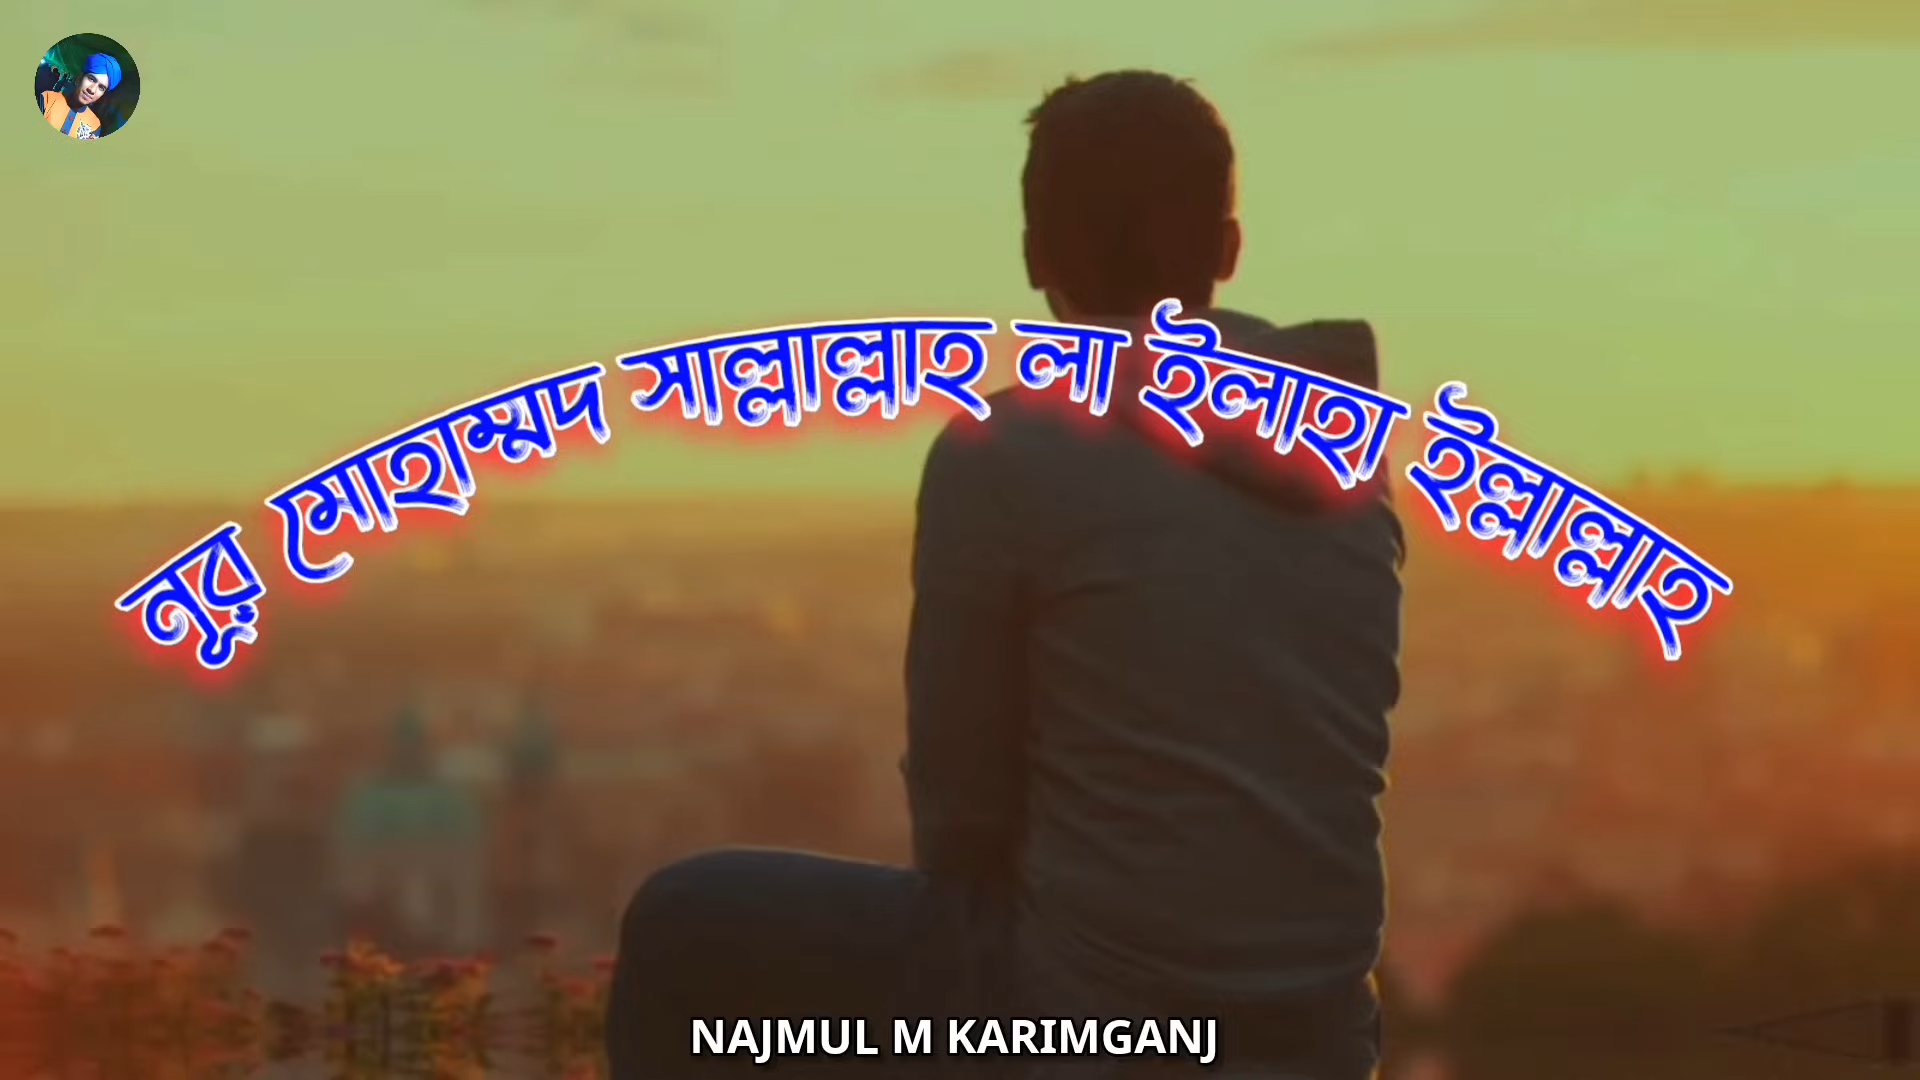 নূর মোহাম্মদ সাল্লাল্লাহ লা ইলাহা ইল্লাল্লাহ
NAJMUL M KARIMGANJ